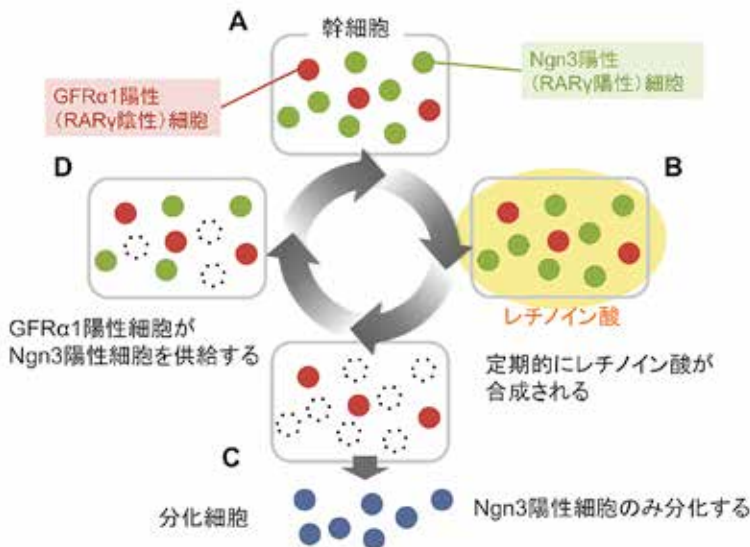 A
幹細胞
GFRα1陽性
(RARγ陰性)細胞
Ngn3陽性
(RARγ陽性)細胞
B
レチノイン酸
定期的にレチノイン酸が
合成される
C
分化細胞
Ngn3陽性細胞のみ分化する
D
GFRα1陽性細胞が
Ngn3陽性細胞を供給する